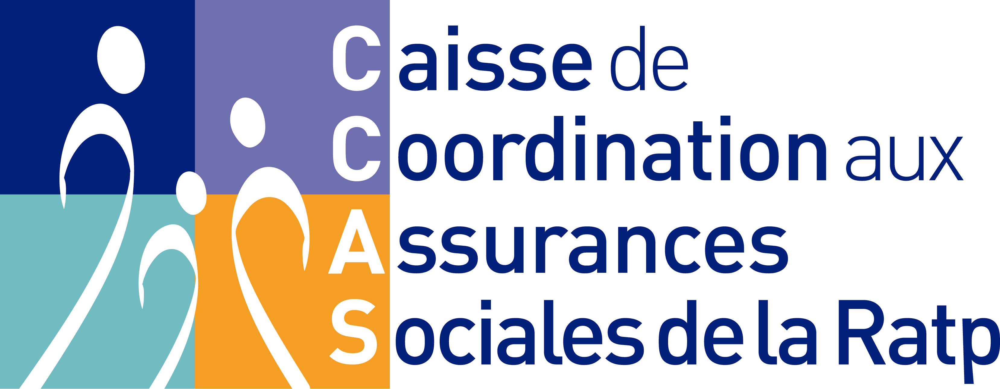 Caisse de
Coordination aux
Assurances
Sociales de la Ratp